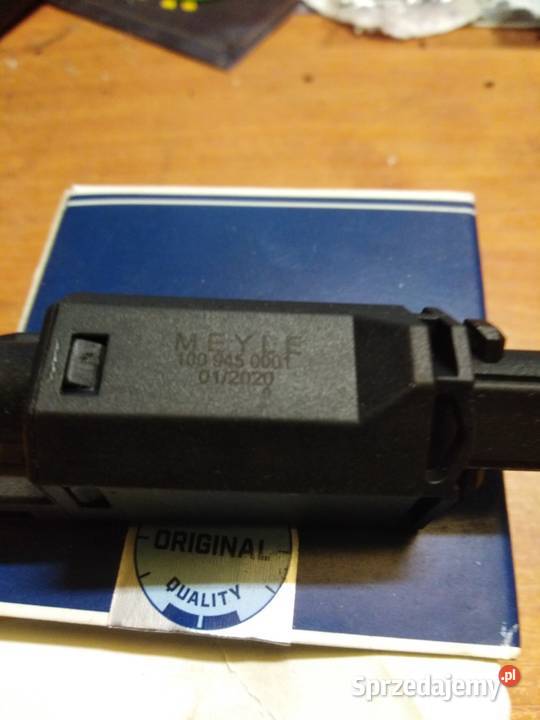 MEYLE
100 945 0001
01/2020
ORIGINAL
QUALITY
Sprzedajemy.pl